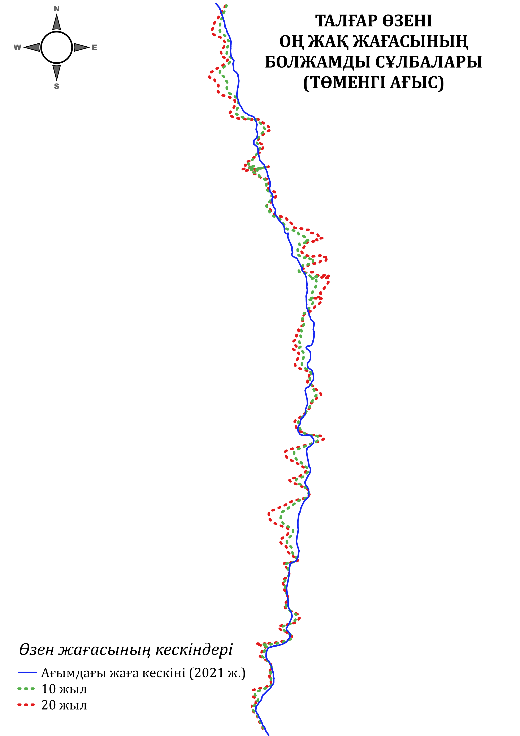 N
W
E
S
ТАЛҒАР ӨЗЕНІ
ОҢ ЖАҚ ЖАҒАСЫНЫҢ
БОЛЖАМДЫ СҰЛБАЛАРЫ
(ТӨМЕНГІ АҒЫС)
Өзен жағасының кескіндері
Ағымдағы жаға кескіні (2021 ж.)
10 жыл
20 жыл